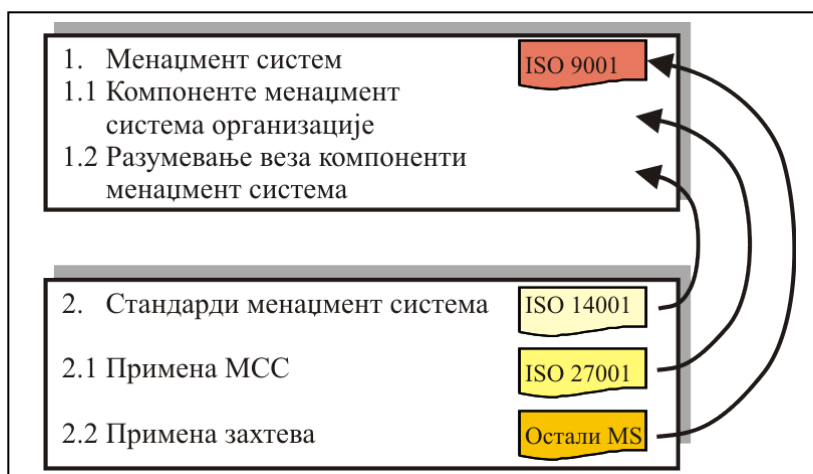 1. Менаџмент систем ISO 9001
1.1 Компоненте менаџмент
система организације
1.2 Разумевање веза компоненти
менаџмент система
2. Стандарди менаџмент система ISO 14001
2.1 Примена МСС ISO 27001
2.2 Примена захтева Остали MS